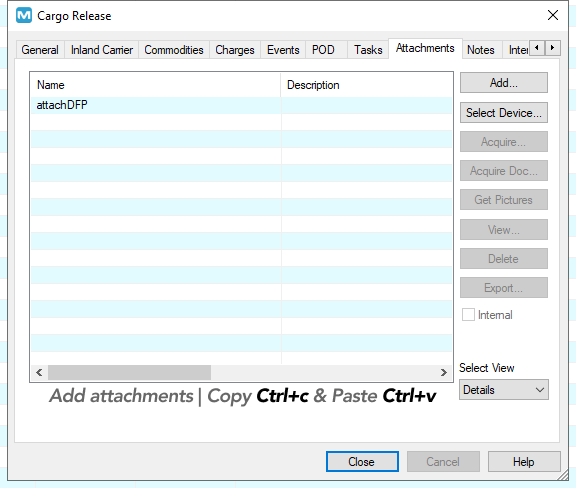 Cargo Release
General Inland Carrier Commodities Charges Events POD Tasks Attachments Notes Inter
Name Description
attachDFP
Add...
Select Device...
Acquire...
Acquire Doc...
Get Pictures
View...
Delete
Export...
Internal
Select View
Details
Add attachments | Copy Ctrl+c & Paste Ctrl+v
Close Cancel Help